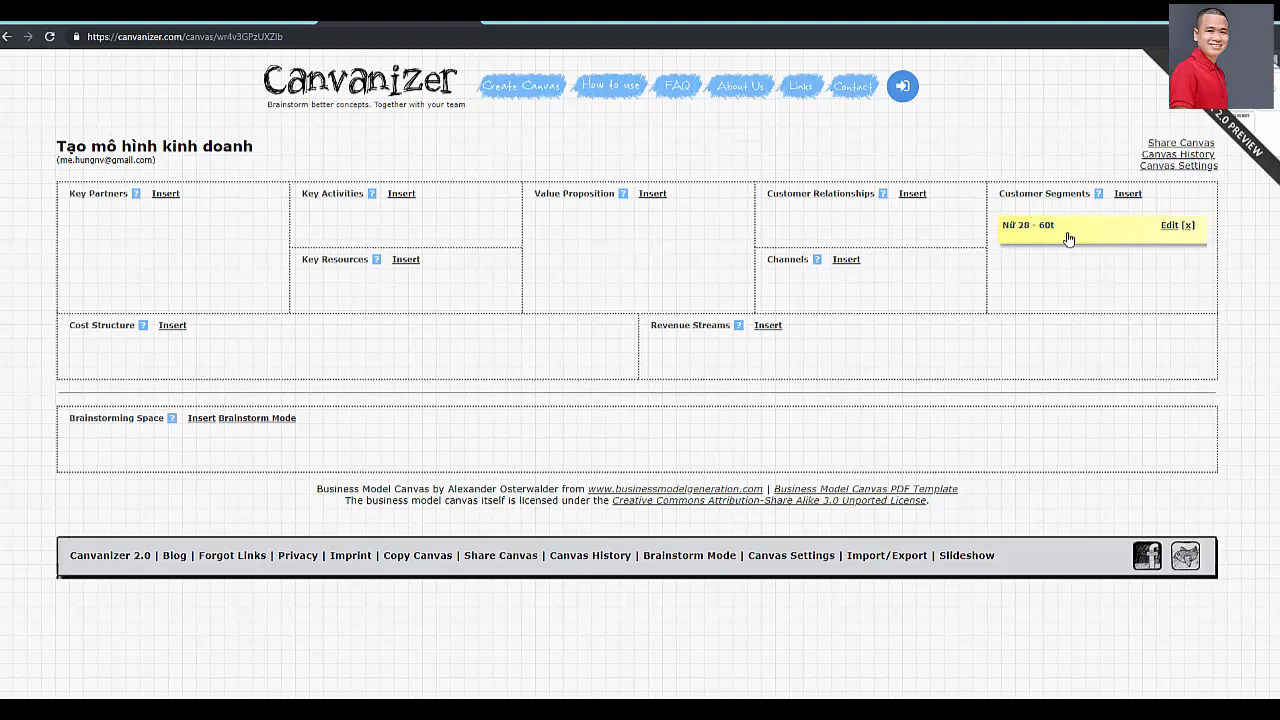 https://canvanizer.com/canvas/wr4v3GPzUXZIb
Canvanizer
Brainstorm better concepts. Together with your team
Create Canvas
How to use
FAQ
About Us
Links
Contact
2.0 PREVIEW
Tạo mô hình kinh doanh
(me.hungnv@gmail.com)
Share Canvas
Canvas History
Canvas Settings
Key Partners ? Insert
Key Activities ? Insert
Value Proposition ? Insert
Customer Relationships ? Insert
Customer Segments ? Insert
Nữ 28 - 60t Edit [x]
Key Resources ? Insert
Channels ? Insert
Cost Structure ? Insert
Revenue Streams ? Insert
Brainstorming Space ? Insert Brainstorm Mode
Business Model Canvas by Alexander Osterwalder from www.businessmodelgeneration.com | Business Model Canvas PDF Template
The business model canvas itself is licensed under the Creative Commons Attribution-Share Alike 3.0 Unported License.
Canvanizer 2.0 | Blog | Forgot Links | Privacy | Imprint | Copy Canvas | Share Canvas | Canvas History | Brainstorm Mode | Canvas Settings | Import/Export | Slideshow